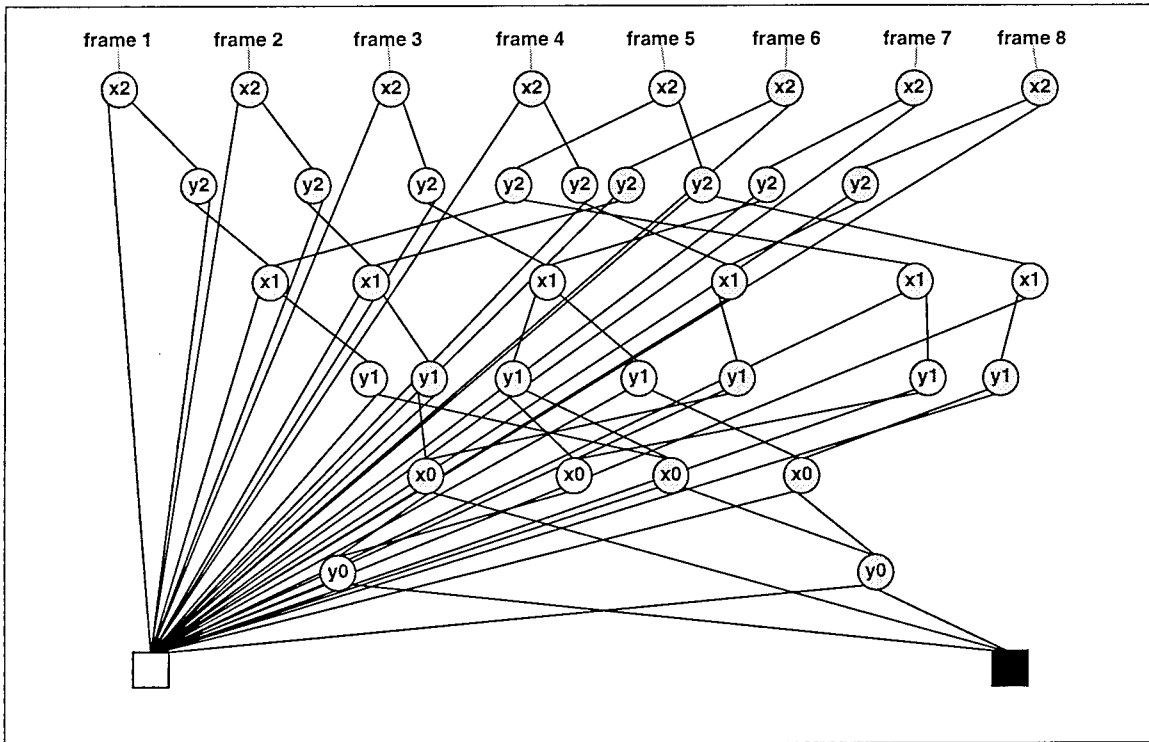 frame 1 frame 2 frame 3 frame 4 frame 5 frame 6 frame 7 frame 8
x2 x2 x2 x2 x2 x2 x2 x2
y2 y2 y2 y2 y2 y2 y2 y2 y2
x1 x1 x1 x1 x1 x1
y1 y1 y1 y1 y1 y1 y1
x0 x0 x0 x0
y0 y0